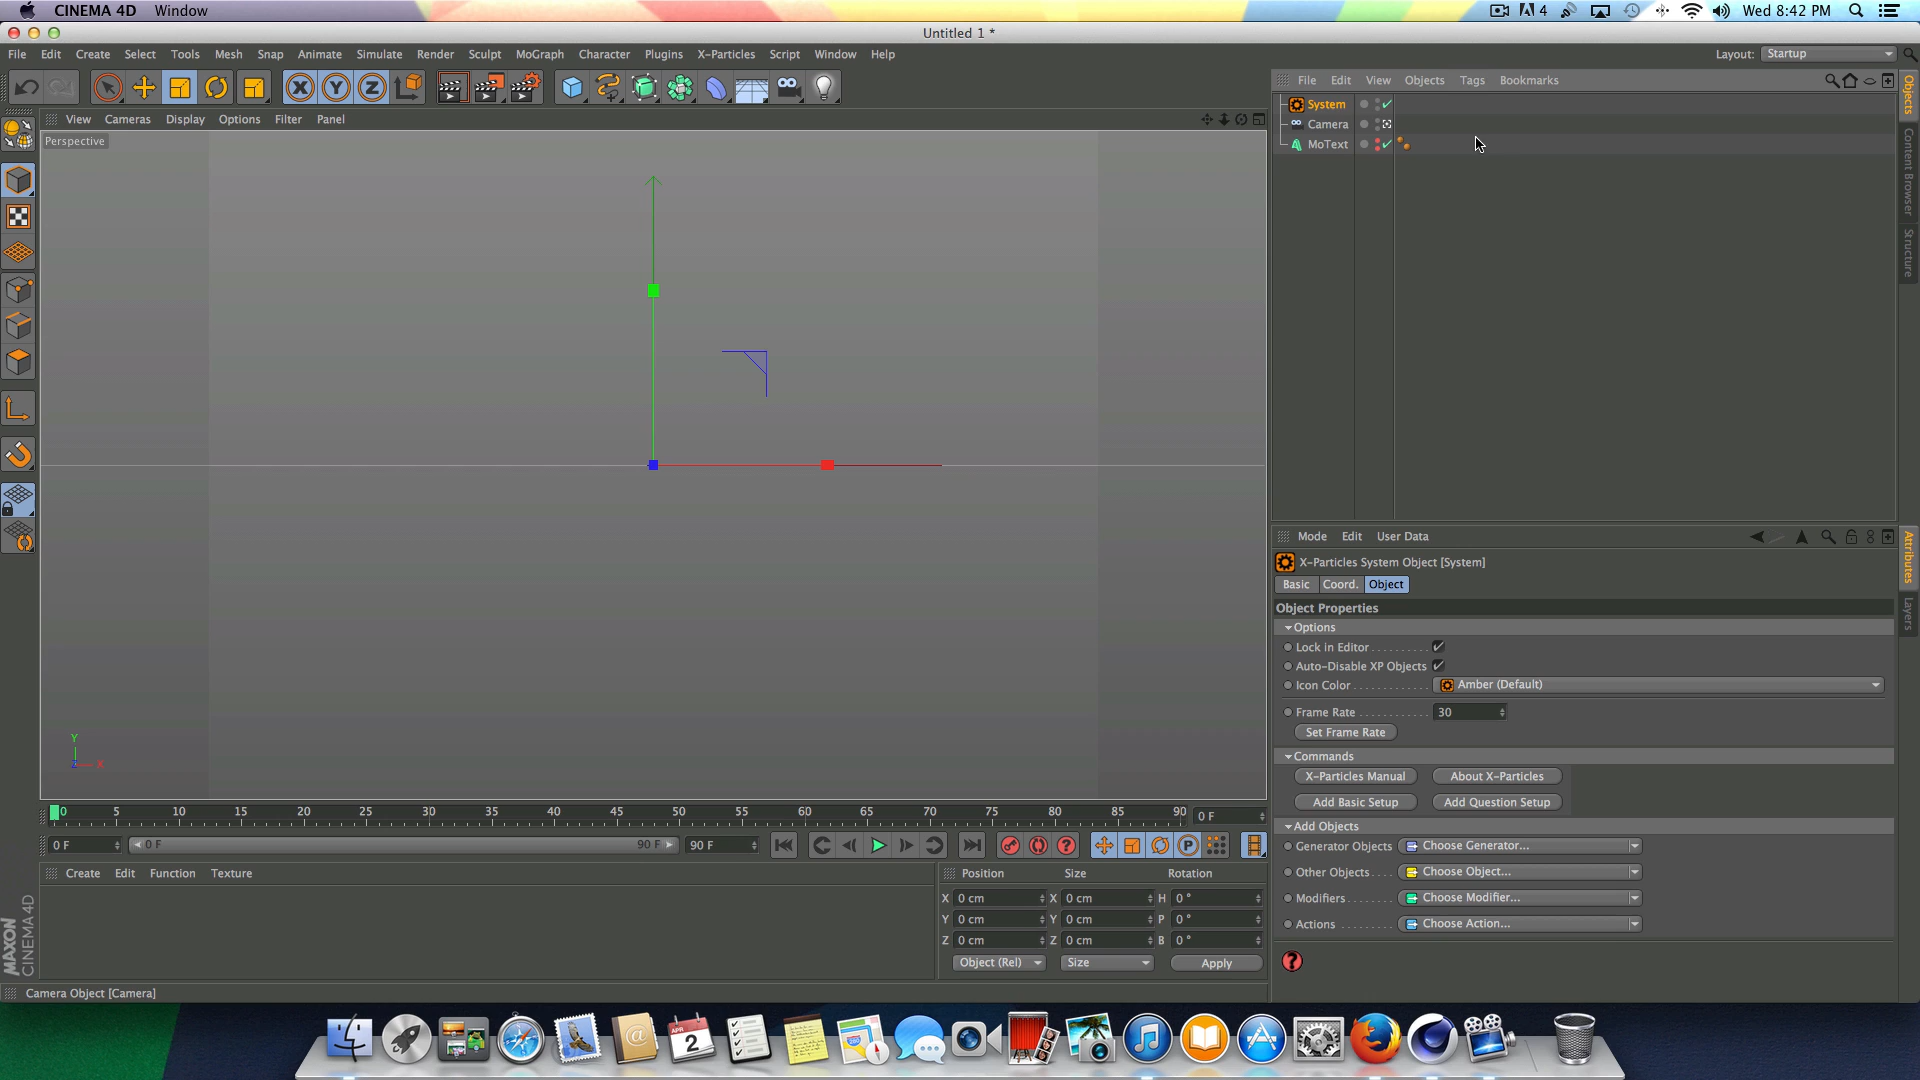 CINEMA 4D Window
4 Wed 8:42 PM
Untitled 1 *
File Edit Create Select Tools Mesh Snap Animate Simulate Render Sculpt MoGraph Character Plugins X-Particles Script Window Help
Layout: Startup
X Y Z
File Edit View Objects Tags Bookmarks
System
Camera
MoText
Objects
Content Browser
Structure
View Cameras Display Options Filter Panel
Perspective
Y
Z X
Mode Edit User Data
X-Particles System Object [System]
Basic Coord. Object
Object Properties
Options
Lock in Editor
Auto-Disable XP Objects
Icon Color Amber (Default)
Frame Rate 30
Set Frame Rate
Commands
X-Particles Manual About X-Particles
Add Basic Setup Add Question Setup
Add Objects
Generator Objects Choose Generator...
Other Objects Choose Object...
Modifiers Choose Modifier...
Actions Choose Action...
Attributes
Layers
0 5 10 15 20 25 30 35 40 45 50 55 60 65 70 75 80 85 90 0 F
0 F 0 F 90 F 90 F
P
Create Edit Function Texture
Position Size Rotation
X 0 cm X 0 cm H 0 °
Y 0 cm Y 0 cm P 0 °
Z 0 cm Z 0 cm B 0 °
Object (Rel) Size Apply
MAXON
CINEMA 4D
Camera Object [Camera]
APR
2
280